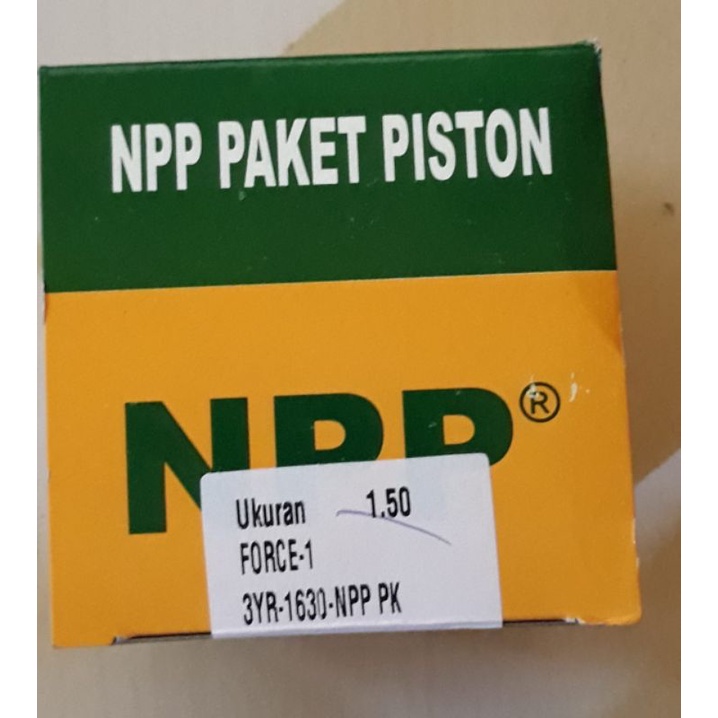 NPP PAKET PISTON
NPP®
Ukuran 1.50
FORCE-1
3YR-1630-NPP PK